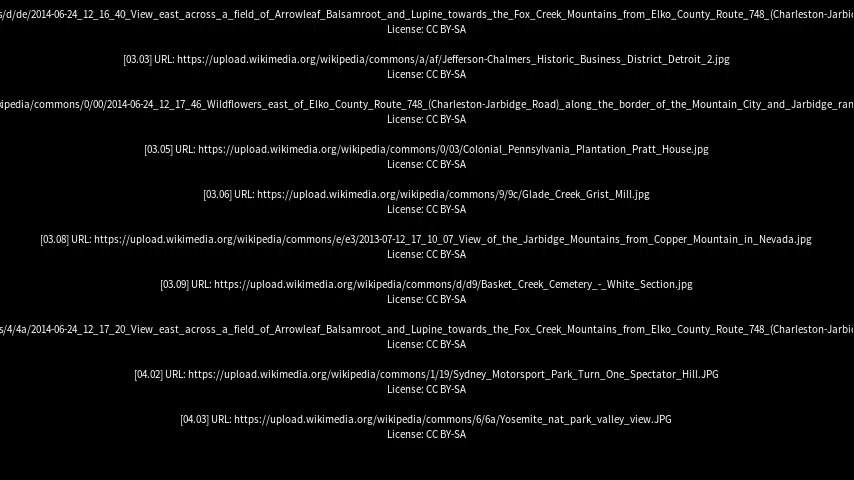 s/d/de/2014-06-24_12_16_40_View_east_across_a_field_of_Arrowleaf_Balsamroot_and_Lupine_towards_the_Fox_Creek_Mountains_from_Elko_County_Route_748_(Charleston-Jarbid
License: CC BY-SA
[03.03] URL: https://upload.wikimedia.org/wikipedia/commons/a/af/Jefferson-Chalmers_Historic_Business_District_Detroit_2.jpg
License: CC BY-SA
ipedia/commons/0/00/2014-06-24_12_17_46_Wildflowers_east_of_Elko_County_Route_748_(Charleston-Jarbidge_Road)_along_the_border_of_the_Mountain_City_and_Jarbidge_ran
License: CC BY-SA
[03.05] URL: https://upload.wikimedia.org/wikipedia/commons/0/03/Colonial_Pennsylvania_Plantation_Pratt_House.jpg
License: CC BY-SA
[03.06] URL: https://upload.wikimedia.org/wikipedia/commons/9/9c/Glade_Creek_Grist_Mill.jpg
License: CC BY-SA
[03.08] URL: https://upload.wikimedia.org/wikipedia/commons/e/e3/2013-07-12_17_10_07_View_of_the_Jarbidge_Mountains_from_Copper_Mountain_in_Nevada.jpg
License: CC BY-SA
[03.09] URL: https://upload.wikimedia.org/wikipedia/commons/d/d9/Basket_Creek_Cemetery_-_White_Section.jpg
License: CC BY-SA
s/4/4a/2014-06-24_12_17_20_View_east_across_a_field_of_Arrowleaf_Balsamroot_and_Lupine_towards_the_Fox_Creek_Mountains_from_Elko_County_Route_748_(Charleston-Jarbid
License: CC BY-SA
[04.02] URL: https://upload.wikimedia.org/wikipedia/commons/1/19/Sydney_Motorsport_Park_Turn_One_Spectator_Hill.JPG
License: CC BY-SA
[04.03] URL: https://upload.wikimedia.org/wikipedia/commons/6/6a/Yosemite_nat_park_valley_view.JPG
License: CC BY-SA